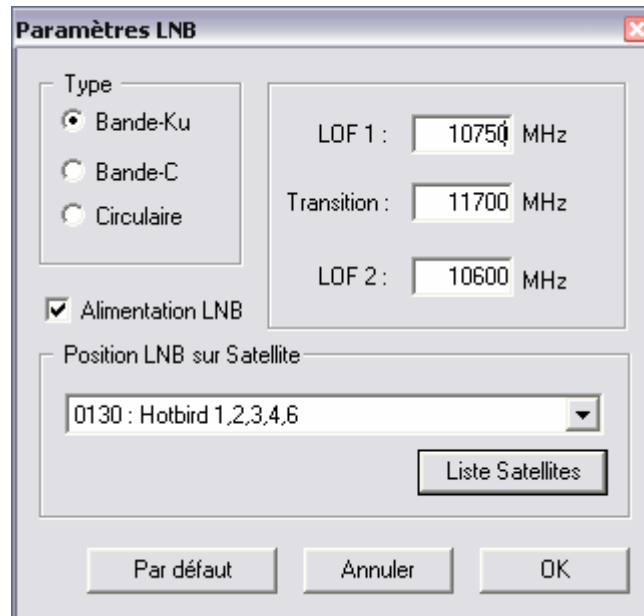 Paramètres LNB
Type
Bande-Ku
Bande-C
Circulaire
LOF 1 : 10750 MHz
Transition : 11700 MHz
LOF 2 : 10600 MHz
Alimentation LNB
Position LNB sur Satellite
0130 : Hotbird 1,2,3,4,6
Liste Satellites
Par défaut
Annuler
OK